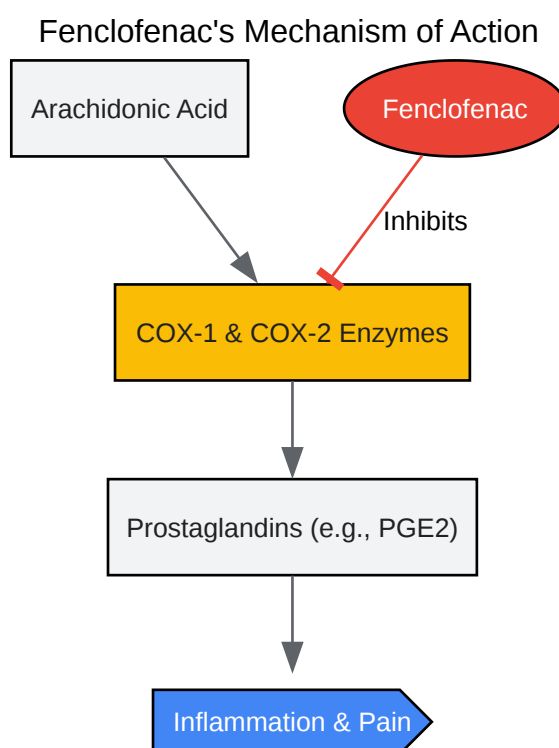 Fenclofenac's Mechanism of Action
Arachidonic Acid
Fenclofenac
Inhibits
COX-1 & COX-2 Enzymes
Prostaglandins (e.g., PGE2)
Inflammation & Pain